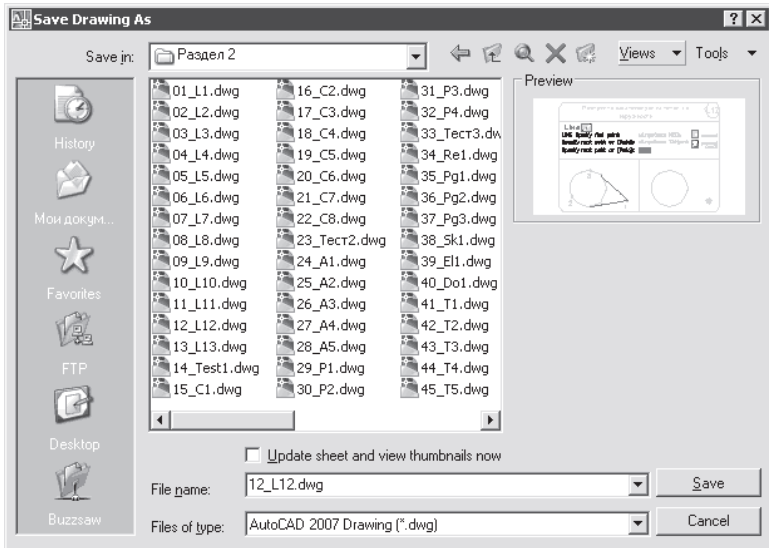 Save Drawing As
Save in:
Раздел 2
Views
Tools
History
Мои докум...
Favorites
FTP
Desktop
Buzzsaw
01_L1.dwg
02_L2.dwg
03_L3.dwg
04_L4.dwg
05_L5.dwg
06_L6.dwg
07_L7.dwg
08_L8.dwg
09_L9.dwg
10_L10.dwg
11_L11.dwg
12_L12.dwg
13_L13.dwg
14_Test1.dwg
15_C1.dwg
16_C2.dwg
17_C3.dwg
18_C4.dwg
19_C5.dwg
20_C6.dwg
21_C7.dwg
22_C8.dwg
23_Тест2.dwg
24_A1.dwg
25_A2.dwg
26_A3.dwg
27_A4.dwg
28_A5.dwg
29_P1.dwg
30_P2.dwg
31_P3.dwg
32_P4.dwg
33_Тест3.dw
34_Re1.dwg
35_Pg1.dwg
36_Pg2.dwg
37_Pg3.dwg
38_Sk1.dwg
39_El1.dwg
40_Do1.dwg
41_T1.dwg
42_T2.dwg
43_T3.dwg
44_T4.dwg
45_T5.dwg
Preview
Update sheet and view thumbnails now
File name:
12_L12.dwg
Save
Files of type:
AutoCAD 2007 Drawing (*.dwg)
Cancel